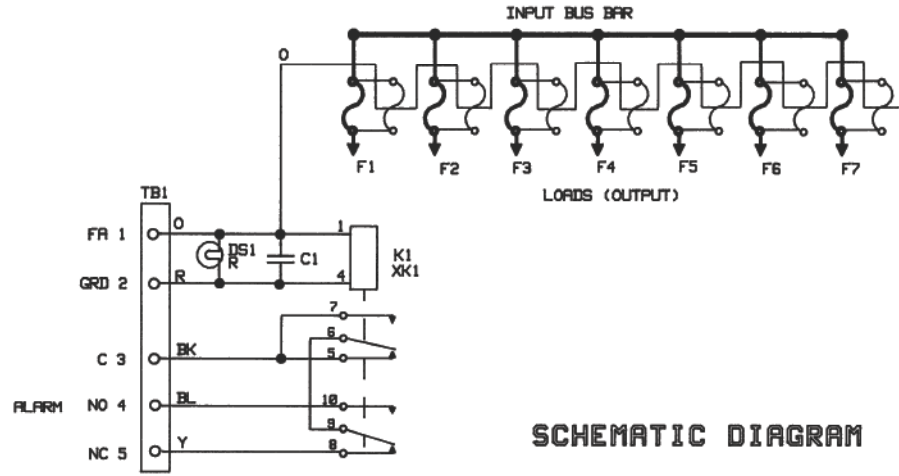 INPUT BUS BAR
O
F1 F2 F3 F4 F5 F6 F7
LOADS (OUTPUT)
TB1
FA 1 O 1
DS1
R
C1
K1
XK1
GRD 2 R 4
7
6
C 3 BK 5
ALARM NO 4 BL 10
9
NC 5 Y 8
SCHEMATIC DIAGRAM